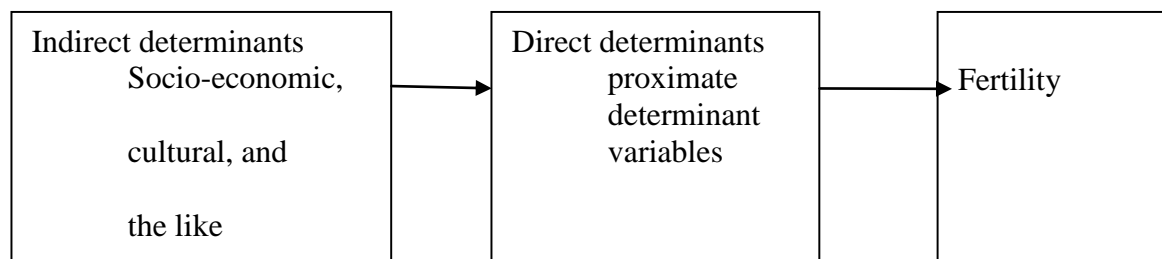 Indirect determinants
Socio-economic,
cultural, and
the like
Direct determinants
proximate
determinant
variables
Fertility